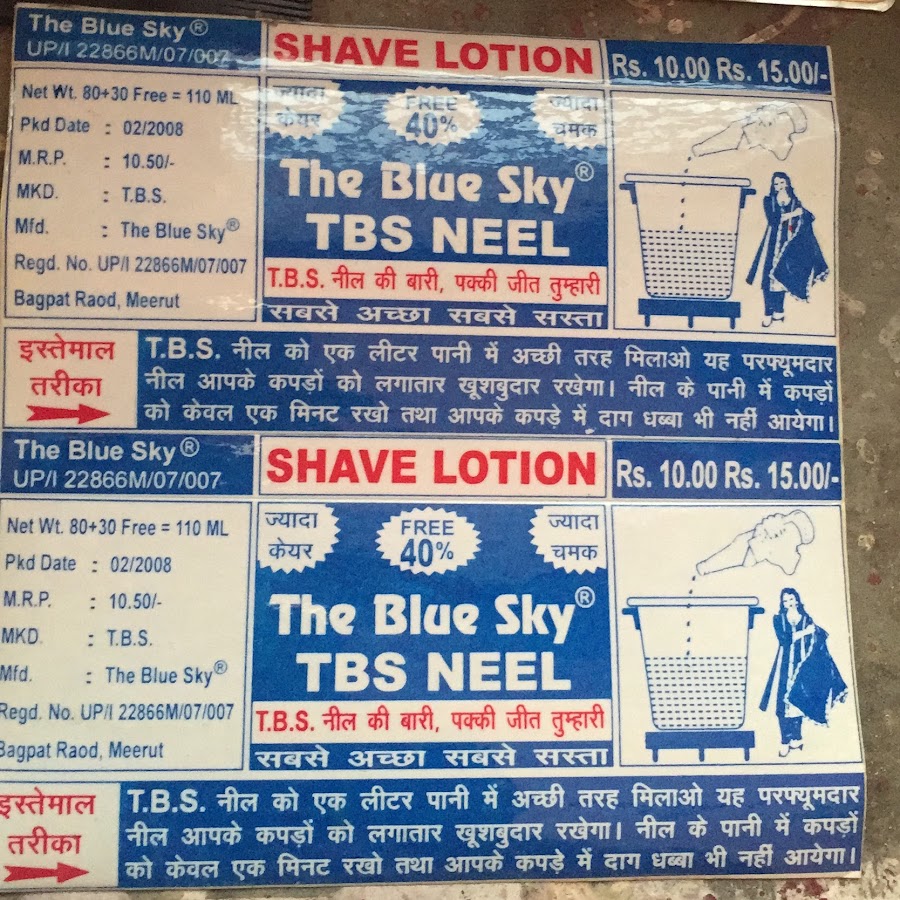 The Blue Sky®
UP/I 22866M/07/007
SHAVE LOTION
Rs. 10.00 Rs. 15.00/-
Net Wt. 80+30 Free = 110 ML
Pkd Date : 02/2008
M.R.P. : 10.50/-
MKD. : T.B.S.
Mfd. : The Blue Sky®
Regd. No. UP/I 22866M/07/007
Bagpat Raod, Meerut
ज्यादा
केयर
FREE
40%
ज्यादा
चमक
The Blue Sky®
TBS NEEL
T.B.S. नील की बारी, पक्की जीत तुम्हारी
सबसे अच्छा सबसे सस्ता
इस्तेमाल
तरीका
T.B.S. नील को एक लीटर पानी में अच्छी तरह मिलाओ यह परफ्यूमदार
नील आपके कपड़ों को लगातार खूशबुदार रखेगा। नील के पानी में कपड़ों
को केवल एक मिनट रखो तथा आपके कपड़े में दाग धब्बा भी नहीं आयेगा।
The Blue Sky®
UP/I 22866M/07/007
SHAVE LOTION
Rs. 10.00 Rs. 15.00/-
Net Wt. 80+30 Free = 110 ML
Pkd Date : 02/2008
M.R.P. : 10.50/-
MKD. : T.B.S.
Mfd. : The Blue Sky®
Regd. No. UP/I 22866M/07/007
Bagpat Raod, Meerut
ज्यादा
केयर
FREE
40%
ज्यादा
चमक
The Blue Sky®
TBS NEEL
T.B.S. नील की बारी, पक्की जीत तुम्हारी
सबसे अच्छा सबसे सस्ता
इस्तेमाल
तरीका
T.B.S. नील को एक लीटर पानी में अच्छी तरह मिलाओ यह परफ्यूमदार
नील आपके कपड़ों को लगातार खूशबुदार रखेगा। नील के पानी में कपड़ों
को केवल एक मिनट रखो तथा आपके कपड़े में दाग धब्बा भी नहीं आयेगा।